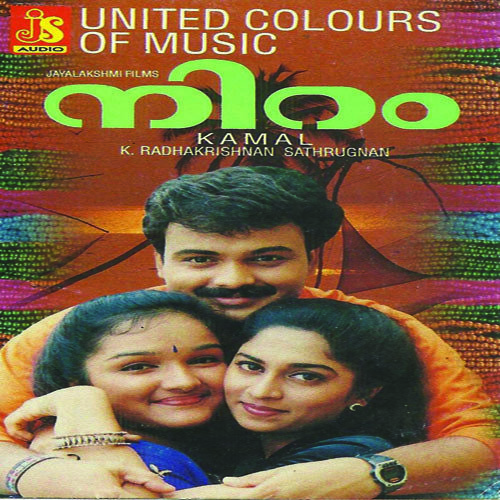 JS
AUDIO
UNITED COLOURS
OF MUSIC
JAYALAKSHMI FILMS
നിറം
KAMAL
K. RADHAKRISHNAN SATHRUGNAN